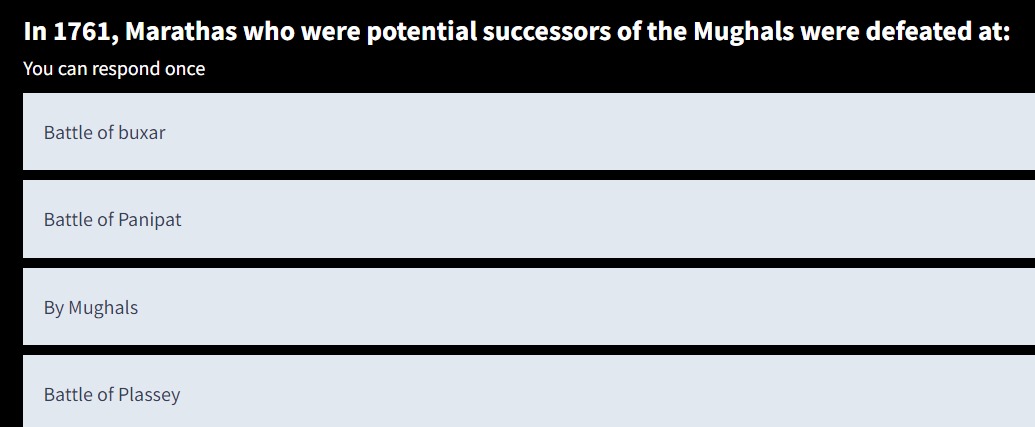 In 1761, Marathas who were potential successors of the Mughals were defeated at:
You can respond once
Battle of buxar
Battle of Panipat
By Mughals
Battle of Plassey